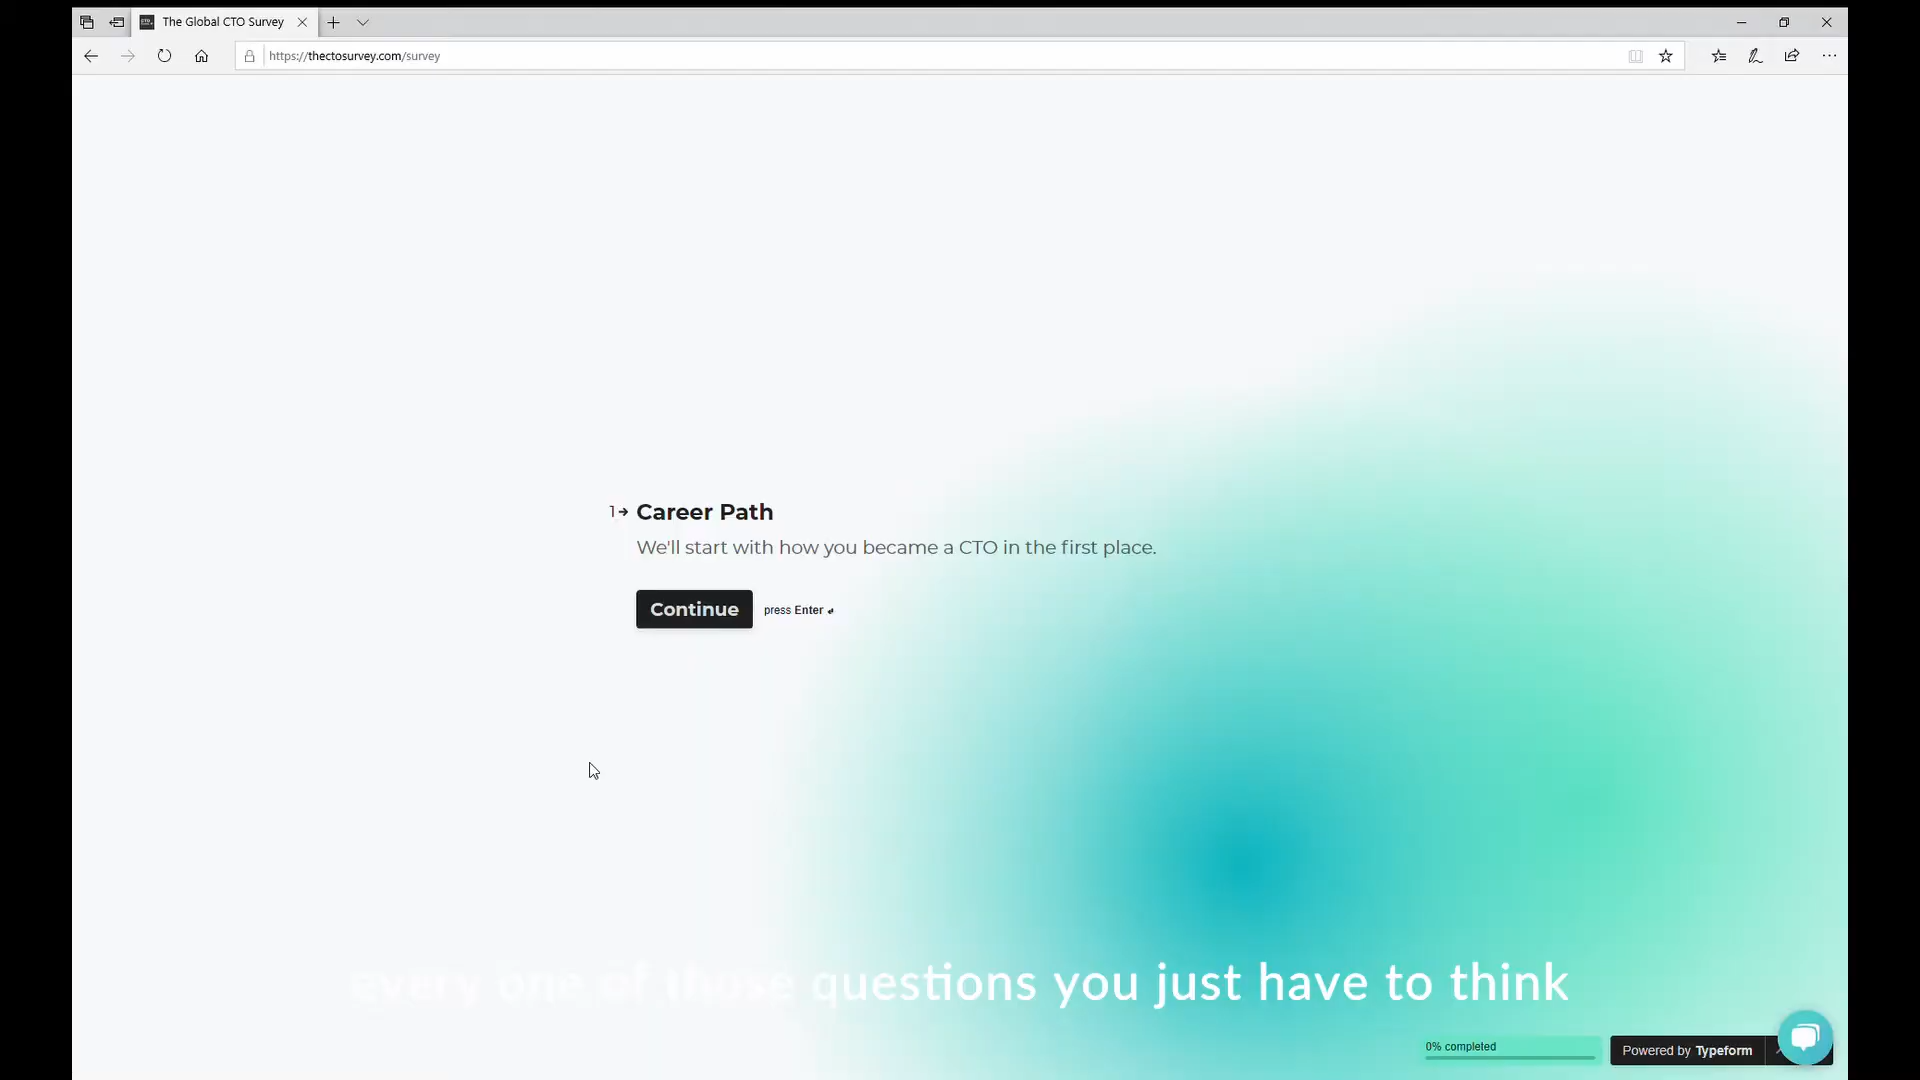 The Global CTO Survey
https://thectosurvey.com/survey
1 Career Path
We'll start with how you became a CTO in the first place.
Continue press Enter
every one of those questions you just have to think
0% completed
Powered by Typeform